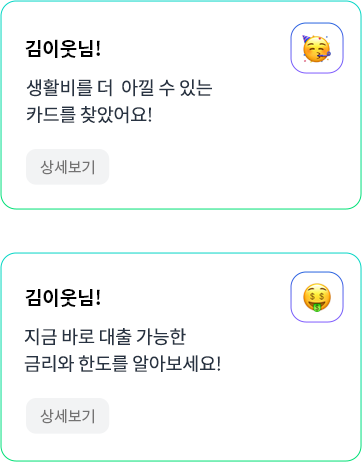 김이웃님!
생활비를 더 아낄 수 있는
카드를 찾았어요!
상세보기
김이웃님!
지금 바로 대출 가능한
금리와 한도를 알아보세요!
상세보기